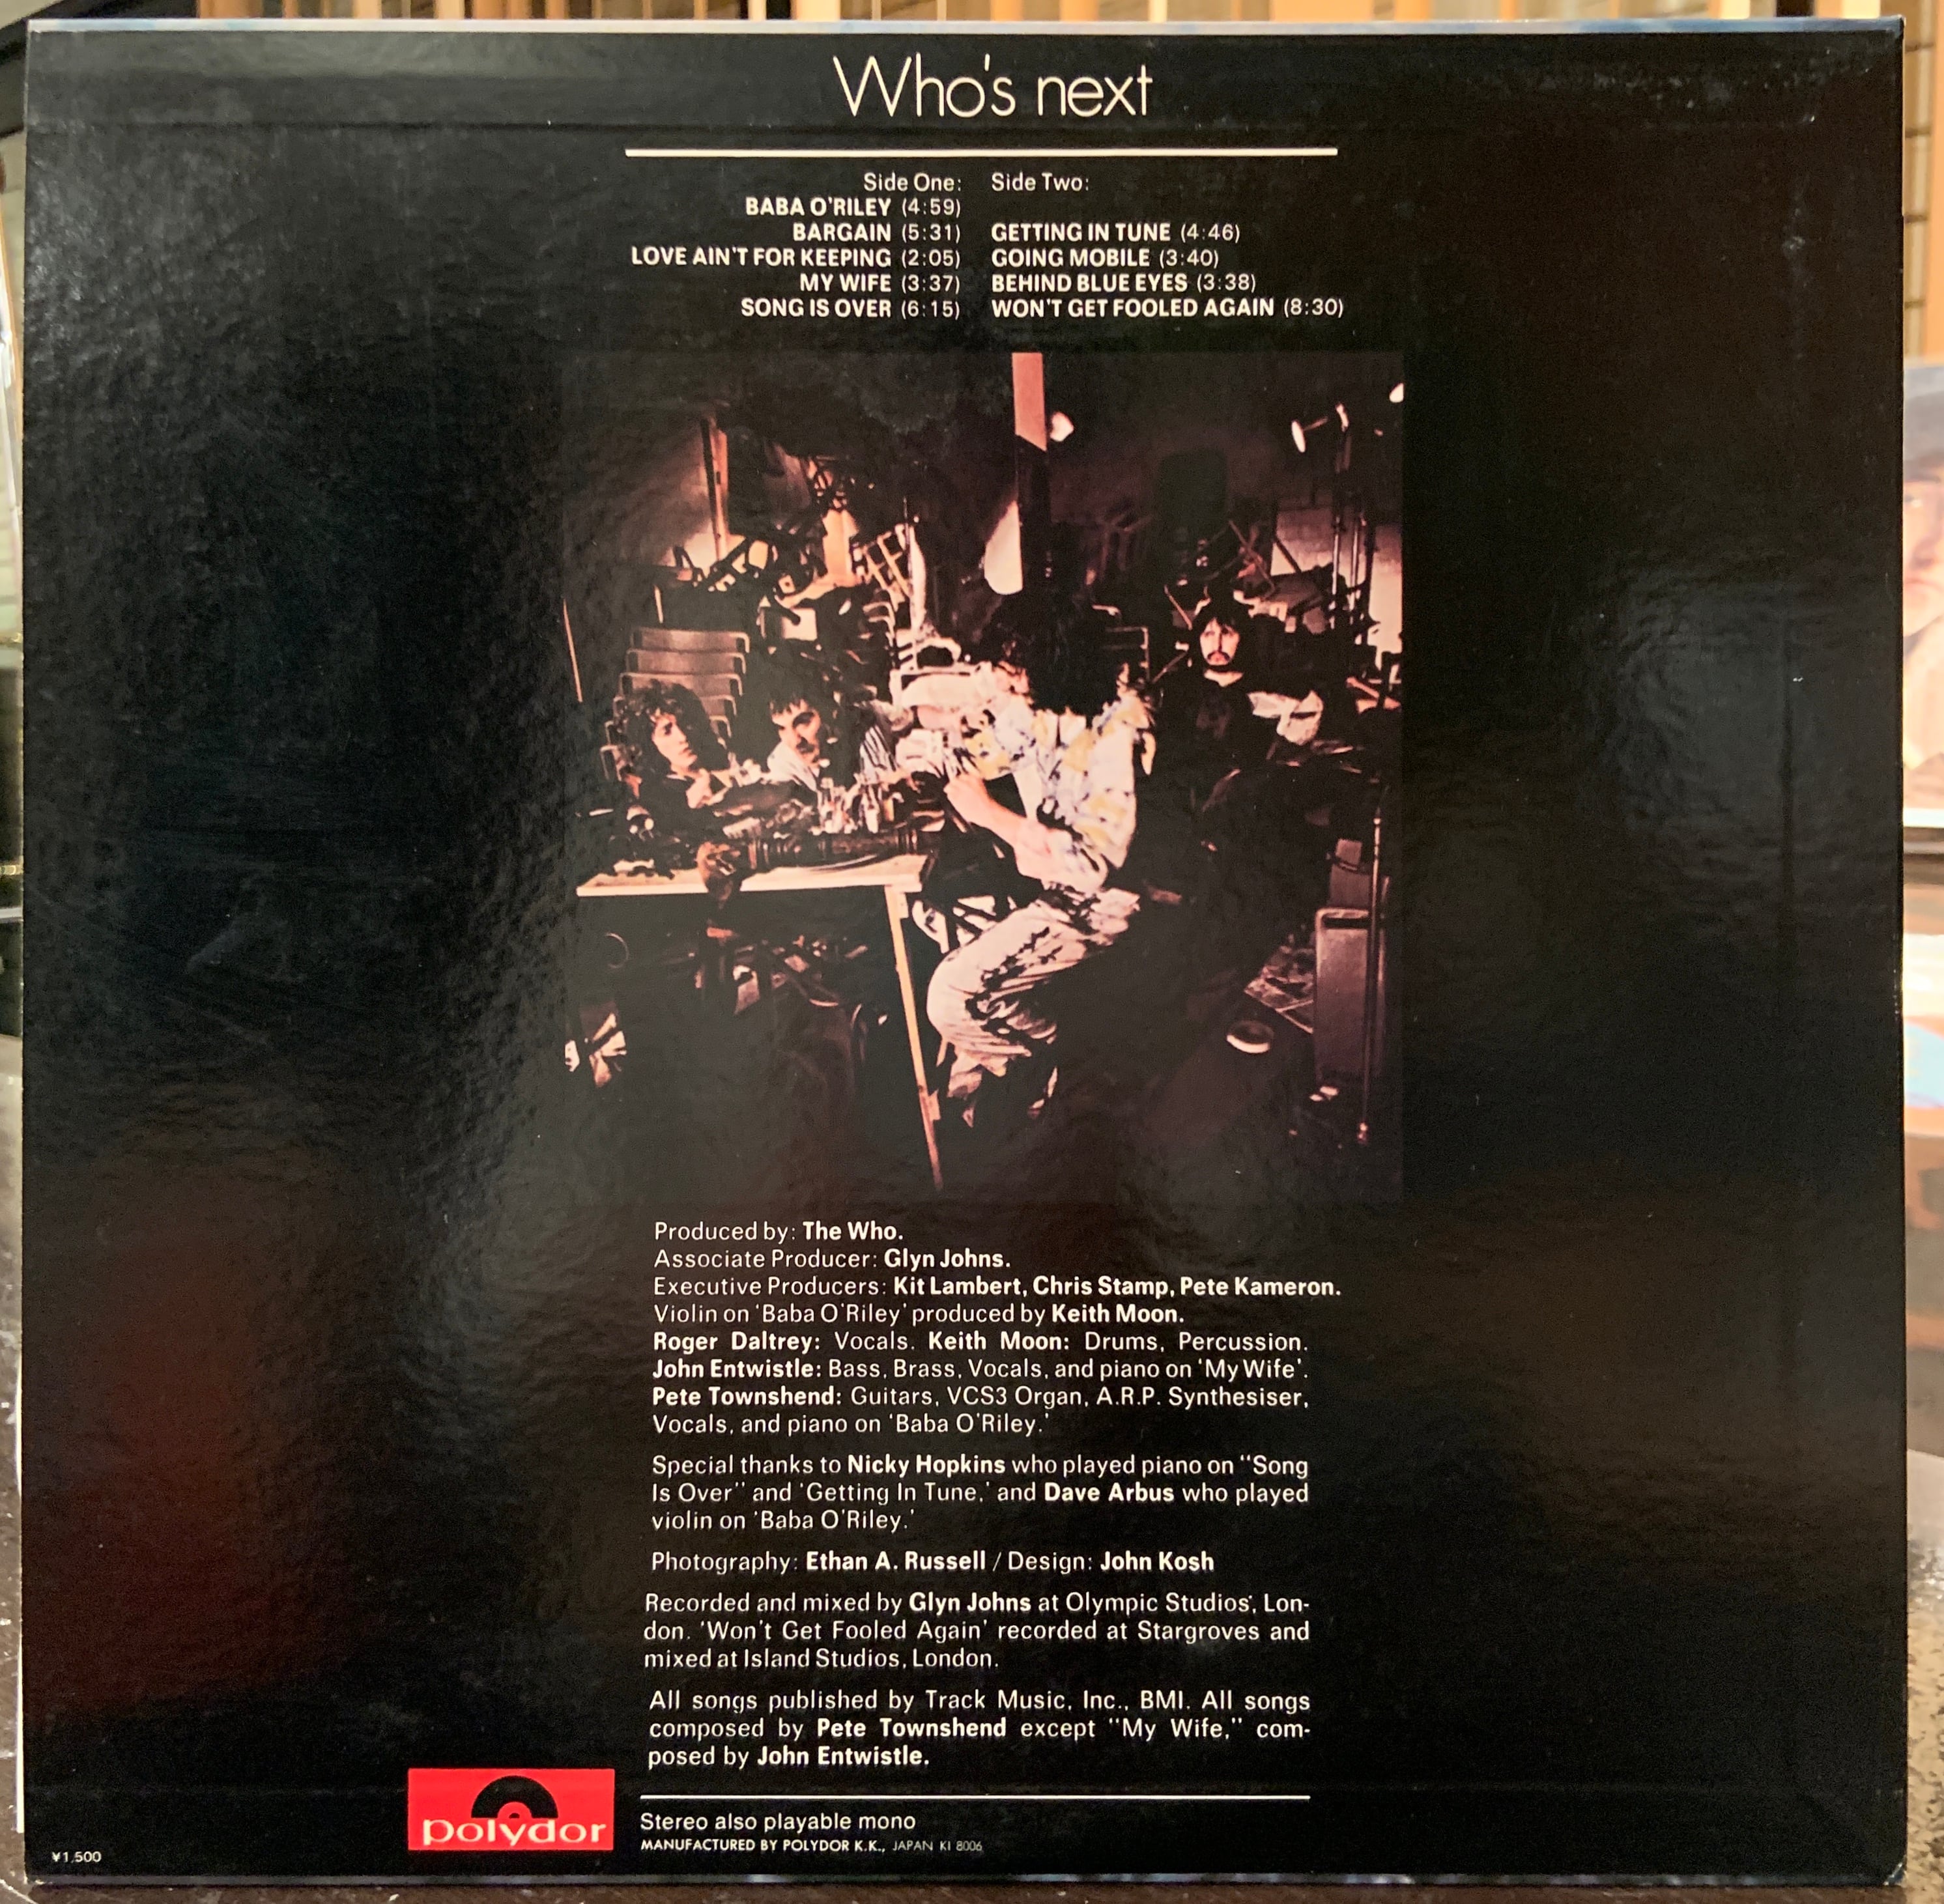 Who's next
Side One:
BABA O'RILEY (4:59)
BARGAIN (5:31)
LOVE AIN'T FOR KEEPING (2:05)
MY WIFE (3:37)
SONG IS OVER (6:15)
Side Two:
GETTING IN TUNE (4:46)
GOING MOBILE (3:40)
BEHIND BLUE EYES (3:38)
WON'T GET FOOLED AGAIN (8:30)
Produced by: The Who.
Associate Producer: Glyn Johns.
Executive Producers: Kit Lambert, Chris Stamp, Pete Kameron.
Violin on 'Baba O'Riley' produced by Keith Moon.
Roger Daltrey: Vocals. Keith Moon: Drums, Percussion.
John Entwistle: Bass, Brass, Vocals, and piano on 'My Wife'.
Pete Townshend: Guitars, VCS3 Organ, A.R.P. Synthesiser,
Vocals, and piano on 'Baba O'Riley.'
Special thanks to Nicky Hopkins who played piano on "Song
Is Over" and 'Getting In Tune,' and Dave Arbus who played
violin on 'Baba O'Riley.'
Photography: Ethan A. Russell / Design: John Kosh
Recorded and mixed by Glyn Johns at Olympic Studios, Lon-
don. 'Won't Get Fooled Again' recorded at Stargroves and
mixed at Island Studios, London.
All songs published by Track Music, Inc., BMI. All songs
composed by Pete Townshend except "My Wife," com-
posed by John Entwistle.
polydor
Stereo also playable mono
MANUFACTURED BY POLYDOR K.K., JAPAN KI 8006
¥1,500